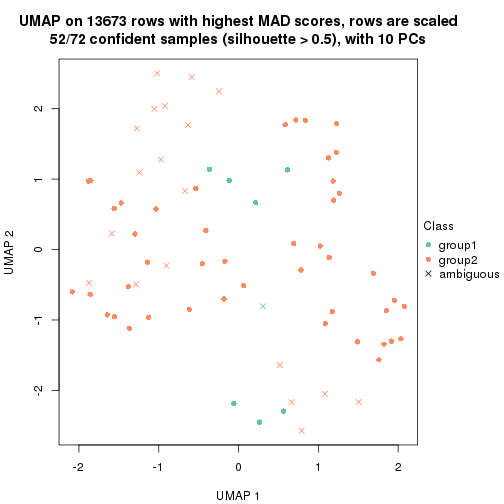 UMAP on 13673 rows with highest MAD scores, rows are scaled
52/72 confident samples (silhouette > 0.5), with 10 PCs
2
1
0
-1
-2
UMAP 2
-2
-1
0
1
2
UMAP 1
Class
group1
group2
ambiguous